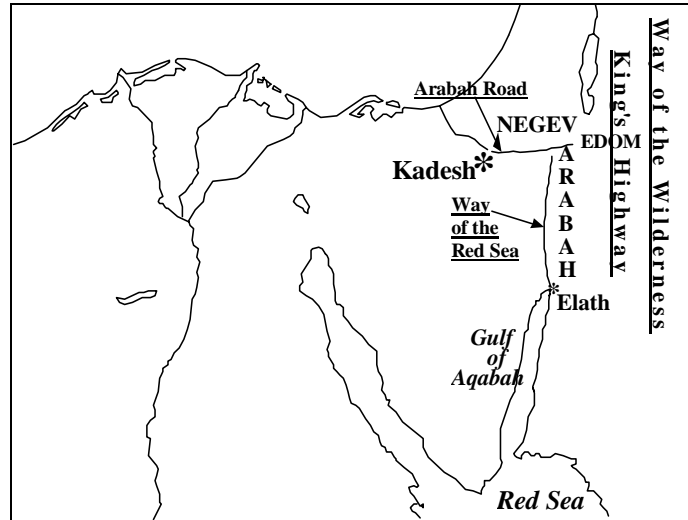 Arabah Road
NEGEV
EDOM
Kadesh*
ARABAH
King's Highway
Way of the Wilderness
Way
of the
Red Sea
*
Elath
Gulf
of
Aqabah
Red Sea